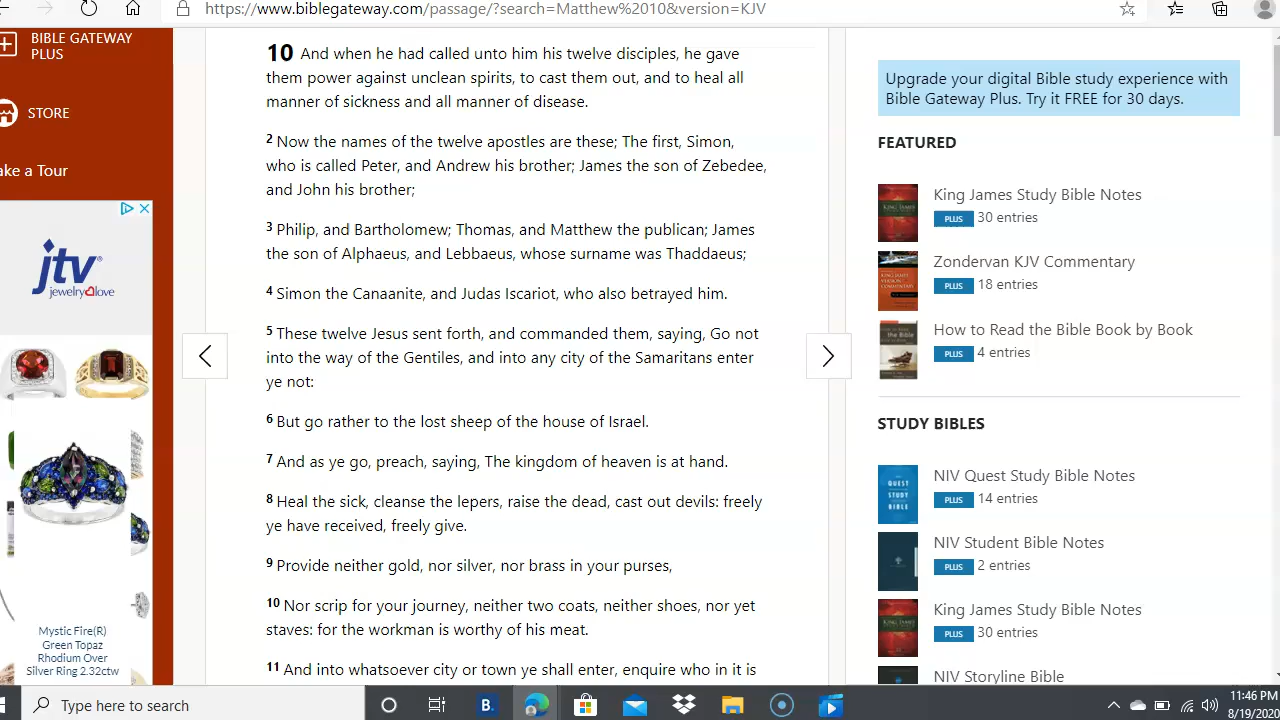 https://www.biblegateway.com/passage/?search=Matthew%2010&version=KJV
BIBLE GATEWAY
PLUS
STORE
ake a Tour
jtv
jewelry love
Mystic Fire(R)
Green Topaz
Rhodium Over
Silver Ring 2.32ctw
10 And when he had called unto him his twelve disciples, he gave
them power against unclean spirits, to cast them out, and to heal all
manner of sickness and all manner of disease.
2 Now the names of the twelve apostles are these; The first, Simon,
who is called Peter, and Andrew his brother; James the son of Zebedee,
and John his brother;
3 Philip, and Bartholomew; Thomas, and Matthew the publican; James
the son of Alphaeus, and Lebbaeus, whose surname was Thaddaeus;
4 Simon the Canaanite, and Judas Iscariot, who also betrayed him.
5 These twelve Jesus sent forth, and commanded them, saying, Go not
into the way of the Gentiles, and into any city of the Samaritans enter
ye not:
6 But go rather to the lost sheep of the house of Israel.
7 And as ye go, preach, saying, The kingdom of heaven is at hand.
8 Heal the sick, cleanse the lepers, raise the dead, cast out devils: freely
ye have received, freely give.
9 Provide neither gold, nor silver, nor brass in your purses,
10 Nor scrip for your journey, neither two coats, neither shoes, nor yet
staves: for the workman is worthy of his meat.
11 And into whatsoever city or town ye shall enter, enquire who in it is
Upgrade your digital Bible study experience with
Bible Gateway Plus. Try it FREE for 30 days.
FEATURED
King James Study Bible Notes
PLUS 30 entries
Zondervan KJV Commentary
PLUS 18 entries
How to Read the Bible Book by Book
PLUS 4 entries
STUDY BIBLES
NIV Quest Study Bible Notes
PLUS 14 entries
NIV Student Bible Notes
PLUS 2 entries
King James Study Bible Notes
PLUS 30 entries
NIV Storyline Bible
QUEST
STUDY
BIBLE
Type here to search
B
11:46 PM
8/19/2020